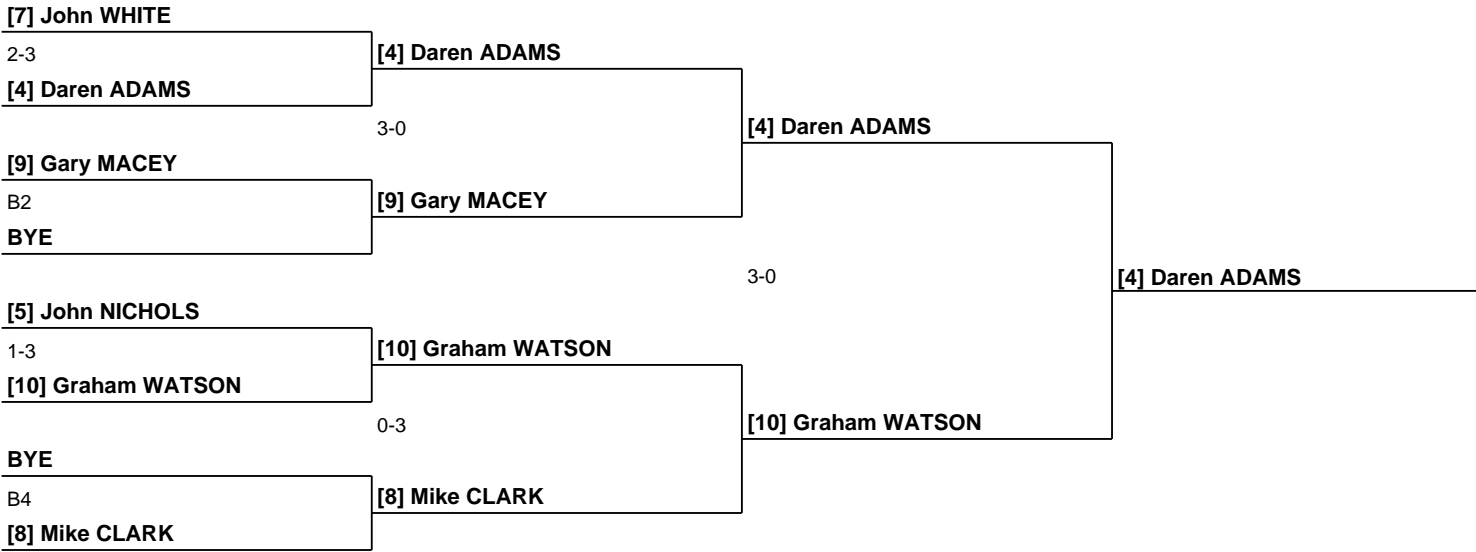 [7] John WHITE
2-3
[4] Daren ADAMS
[4] Daren ADAMS
3-0
[4] Daren ADAMS
[9] Gary MACEY
B2
[9] Gary MACEY
BYE
3-0
[4] Daren ADAMS
[5] John NICHOLS
1-3
[10] Graham WATSON
[10] Graham WATSON
0-3
[10] Graham WATSON
BYE
B4
[8] Mike CLARK
[8] Mike CLARK